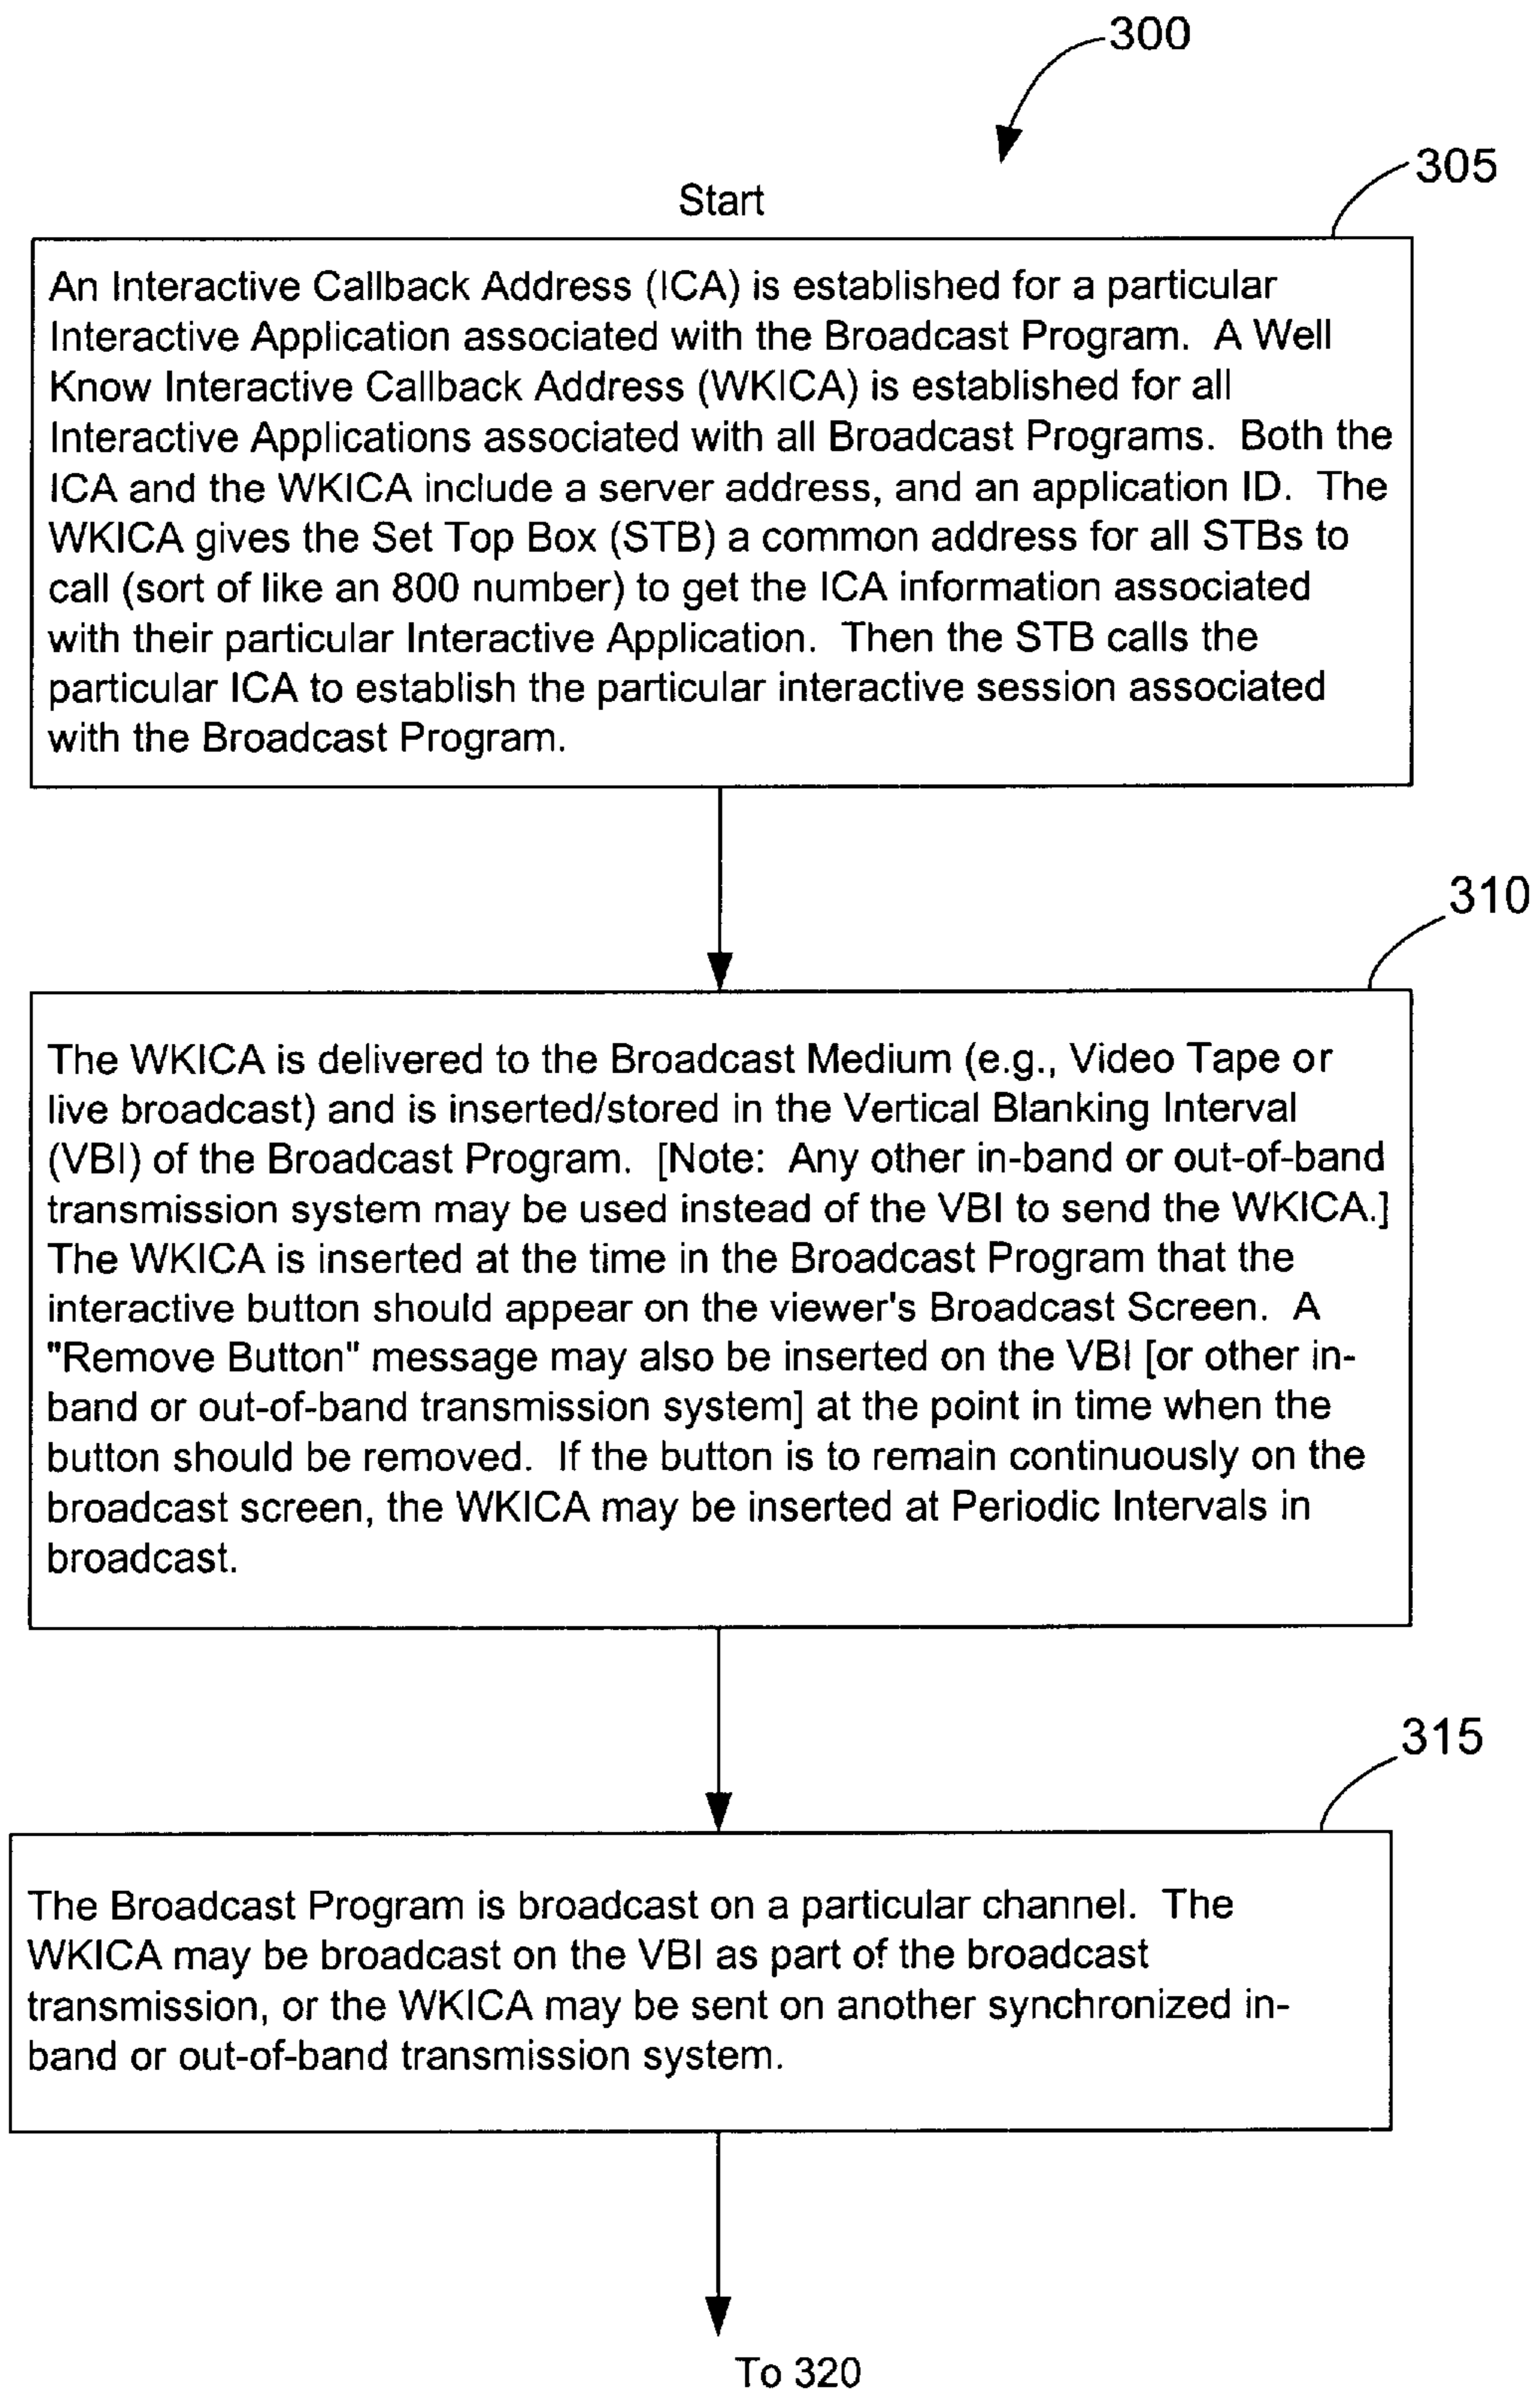 300
305
Start
An Interactive Callback Address (ICA) is established for a particular
Interactive Application associated with the Broadcast Program. A Well
Know Interactive Callback Address (WKICA) is established for all
Interactive Applications associated with all Broadcast Programs. Both the
ICA and the WKICA include a server address, and an application ID. The
WKICA gives the Set Top Box (STB) a common address for all STBs to
call (sort of like an 800 number) to get the ICA information associated
with their particular Interactive Application. Then the STB calls the
particular ICA to establish the particular interactive session associated
with the Broadcast Program.
310
The WKICA is delivered to the Broadcast Medium (e.g., Video Tape or
live broadcast) and is inserted/stored in the Vertical Blanking Interval
(VBI) of the Broadcast Program. [Note: Any other in-band or out-of-band
transmission system may be used instead of the VBI to send the WKICA.]
The WKICA is inserted at the time in the Broadcast Program that the
interactive button should appear on the viewer's Broadcast Screen. A
"Remove Button" message may also be inserted on the VBI [or other in-
band or out-of-band transmission system] at the point in time when the
button should be removed. If the button is to remain continuously on the
broadcast screen, the WKICA may be inserted at Periodic Intervals in
broadcast.
315
The Broadcast Program is broadcast on a particular channel. The
WKICA may be broadcast on the VBI as part of the broadcast
transmission, or the WKICA may be sent on another synchronized in-
band or out-of-band transmission system.
To 320